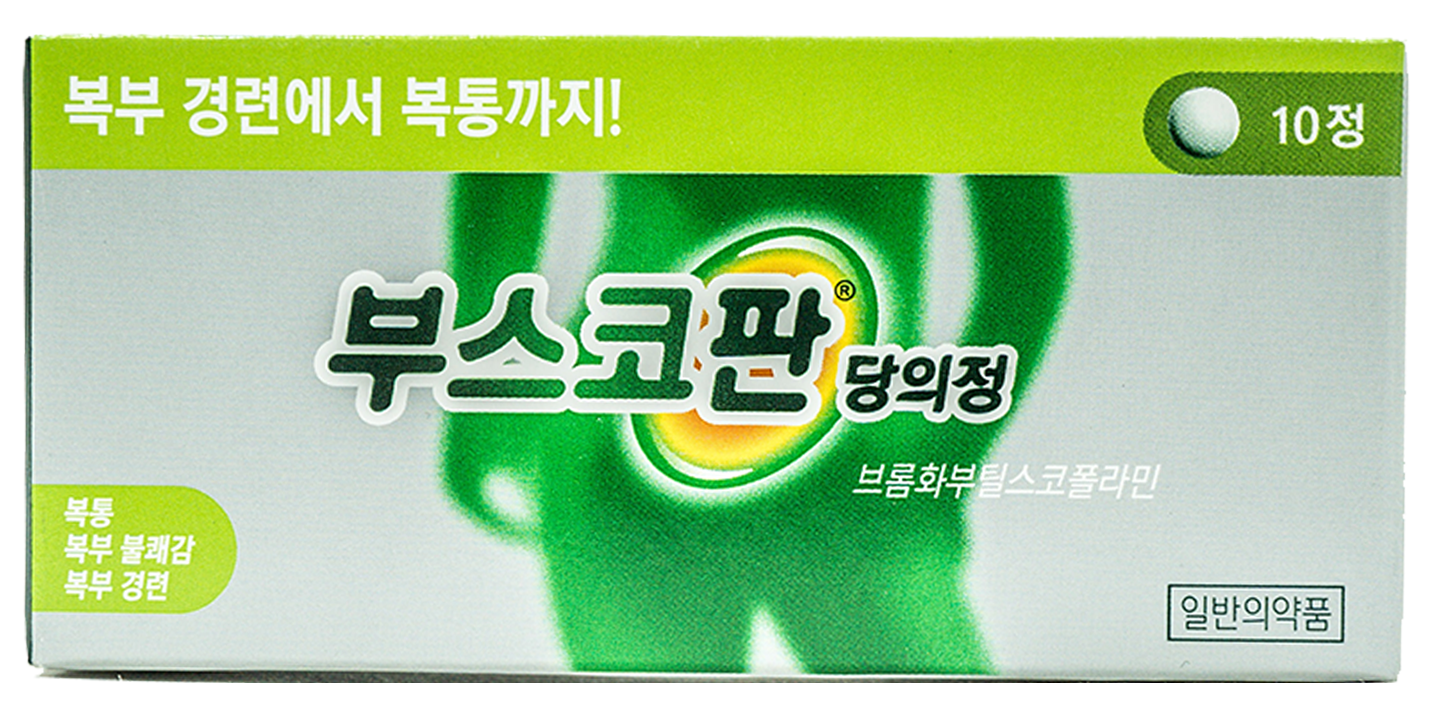 복부 경련에서 복통까지!
10정
부스코판® 당의정
브롬화부틸스코폴라민
복통
복부 불쾌감
복부 경련
일반의약품